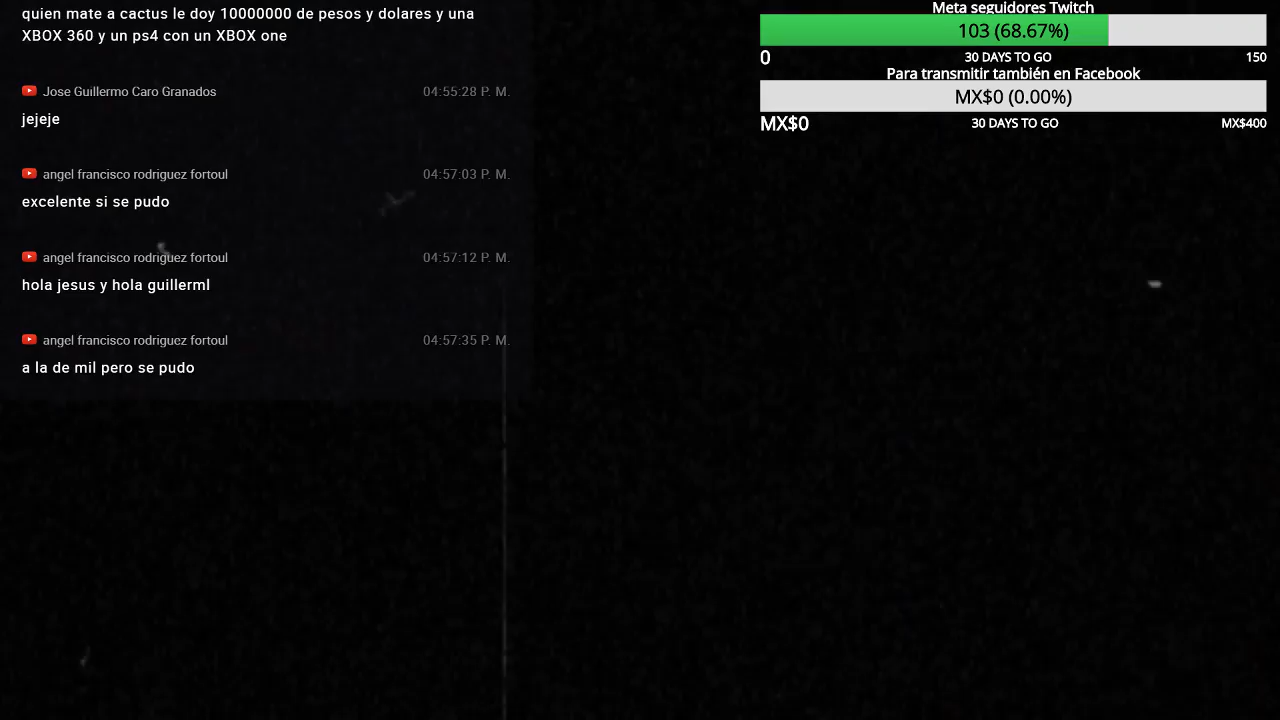 quien mate a cactus le doy 10000000 de pesos y dolares y una
XBOX 360 y un ps4 con un XBOX one
Jose Guillermo Caro Granados 04:55:28 P. M.
jejeje
angel francisco rodriguez fortoul 04:57:03 P. M.
excelente si se pudo
angel francisco rodriguez fortoul 04:57:12 P. M.
hola jesus y hola guillerml
angel francisco rodriguez fortoul 04:57:35 P. M.
a la de mil pero se pudo
Meta seguidores Twitch
103 (68.67%)
0 30 DAYS TO GO 150
Para transmitir también en Facebook
MX$0 (0.00%)
MX$0 30 DAYS TO GO MX$400